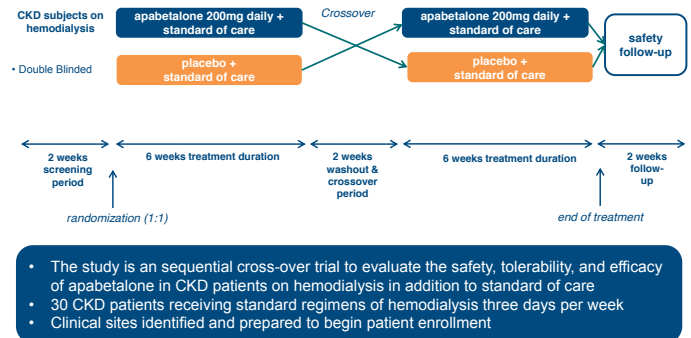 CKD subjects on
hemodialysis
• Double Blinded
apabetalone 200mg daily +
standard of care
Crossover
apabetalone 200mg daily +
standard of care
placebo +
standard of care
placebo +
standard of care
safety
follow-up
2 weeks
screening
period
6 weeks treatment duration
2 weeks
washout &
crossover
period
6 weeks treatment duration
2 weeks
follow-
up
randomization (1:1)
end of treatment
• The study is an sequential cross-over trial to evaluate the safety, tolerability, and efficacy
of apabetalone in CKD patients on hemodialysis in addition to standard of care
• 30 CKD patients receiving standard regimens of hemodialysis three days per week
• Clinical sites identified and prepared to begin patient enrollment